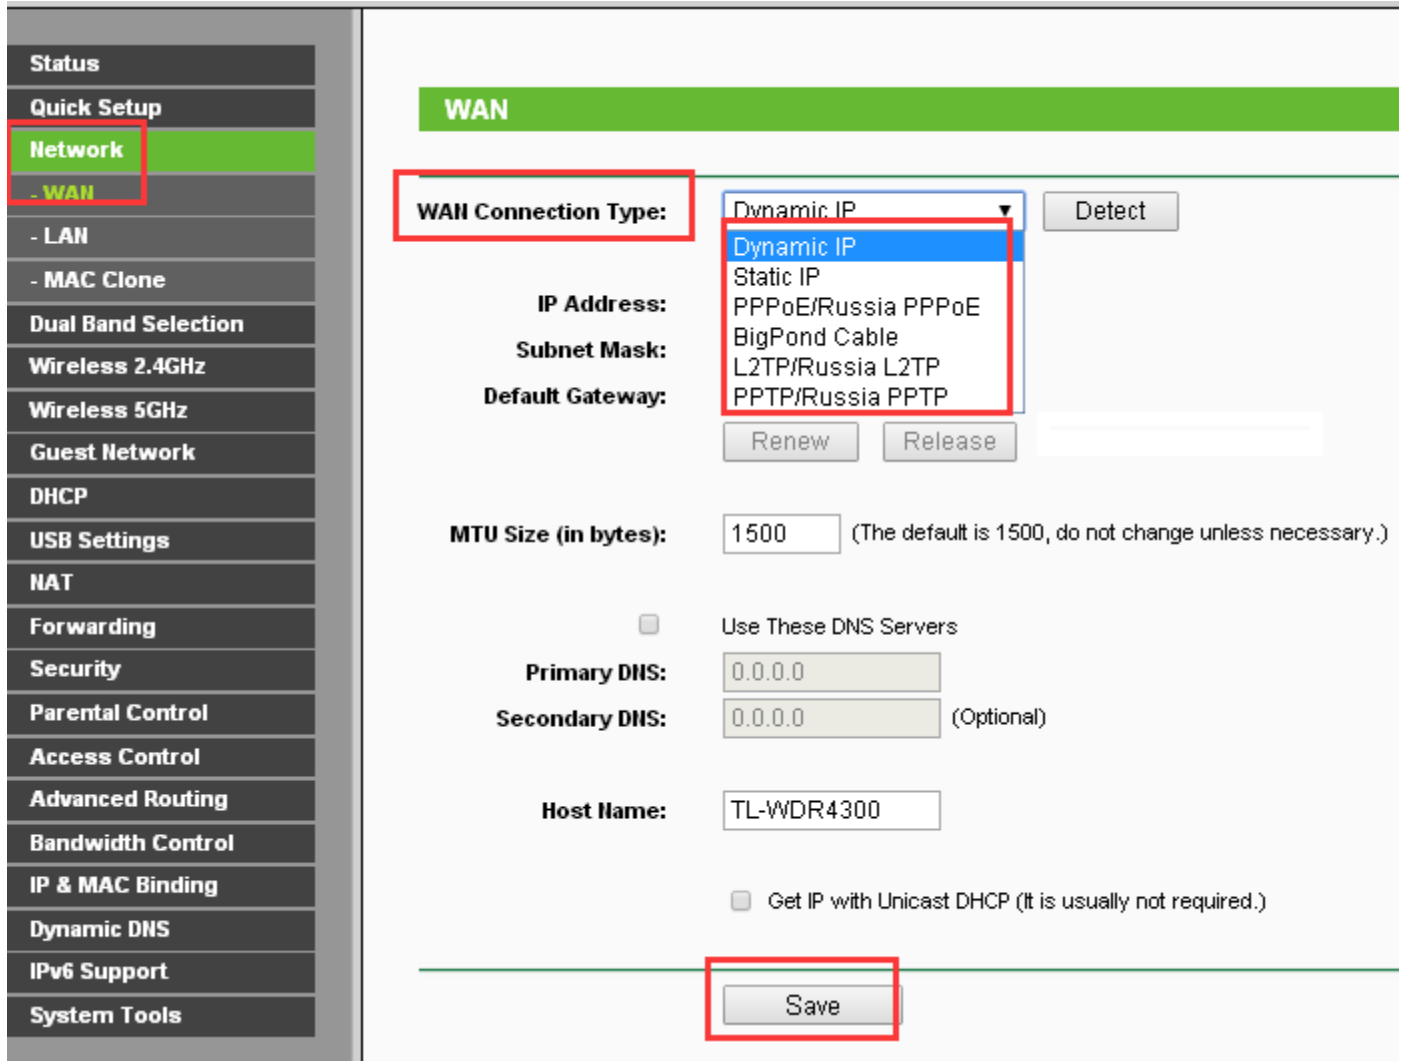 Status
Quick Setup
Network
- WAN
- LAN
- MAC Clone
Dual Band Selection
Wireless 2.4GHz
Wireless 5GHz
Guest Network
DHCP
USB Settings
NAT
Forwarding
Security
Parental Control
Access Control
Advanced Routing
Bandwidth Control
IP & MAC Binding
Dynamic DNS
IPv6 Support
System Tools
WAN
WAN Connection Type: Dynamic IP Detect
Dynamic IP
Static IP
PPPoE/Russia PPPoE
BigPond Cable
L2TP/Russia L2TP
PPTP/Russia PPTP
IP Address:
Subnet Mask:
Default Gateway:
Renew Release
MTU Size (in bytes): 1500 (The default is 1500, do not change unless necessary.)
Use These DNS Servers
Primary DNS: 0.0.0.0
Secondary DNS: 0.0.0.0 (Optional)
Host Name: TL-WDR4300
Get IP with Unicast DHCP (It is usually not required.)
Save